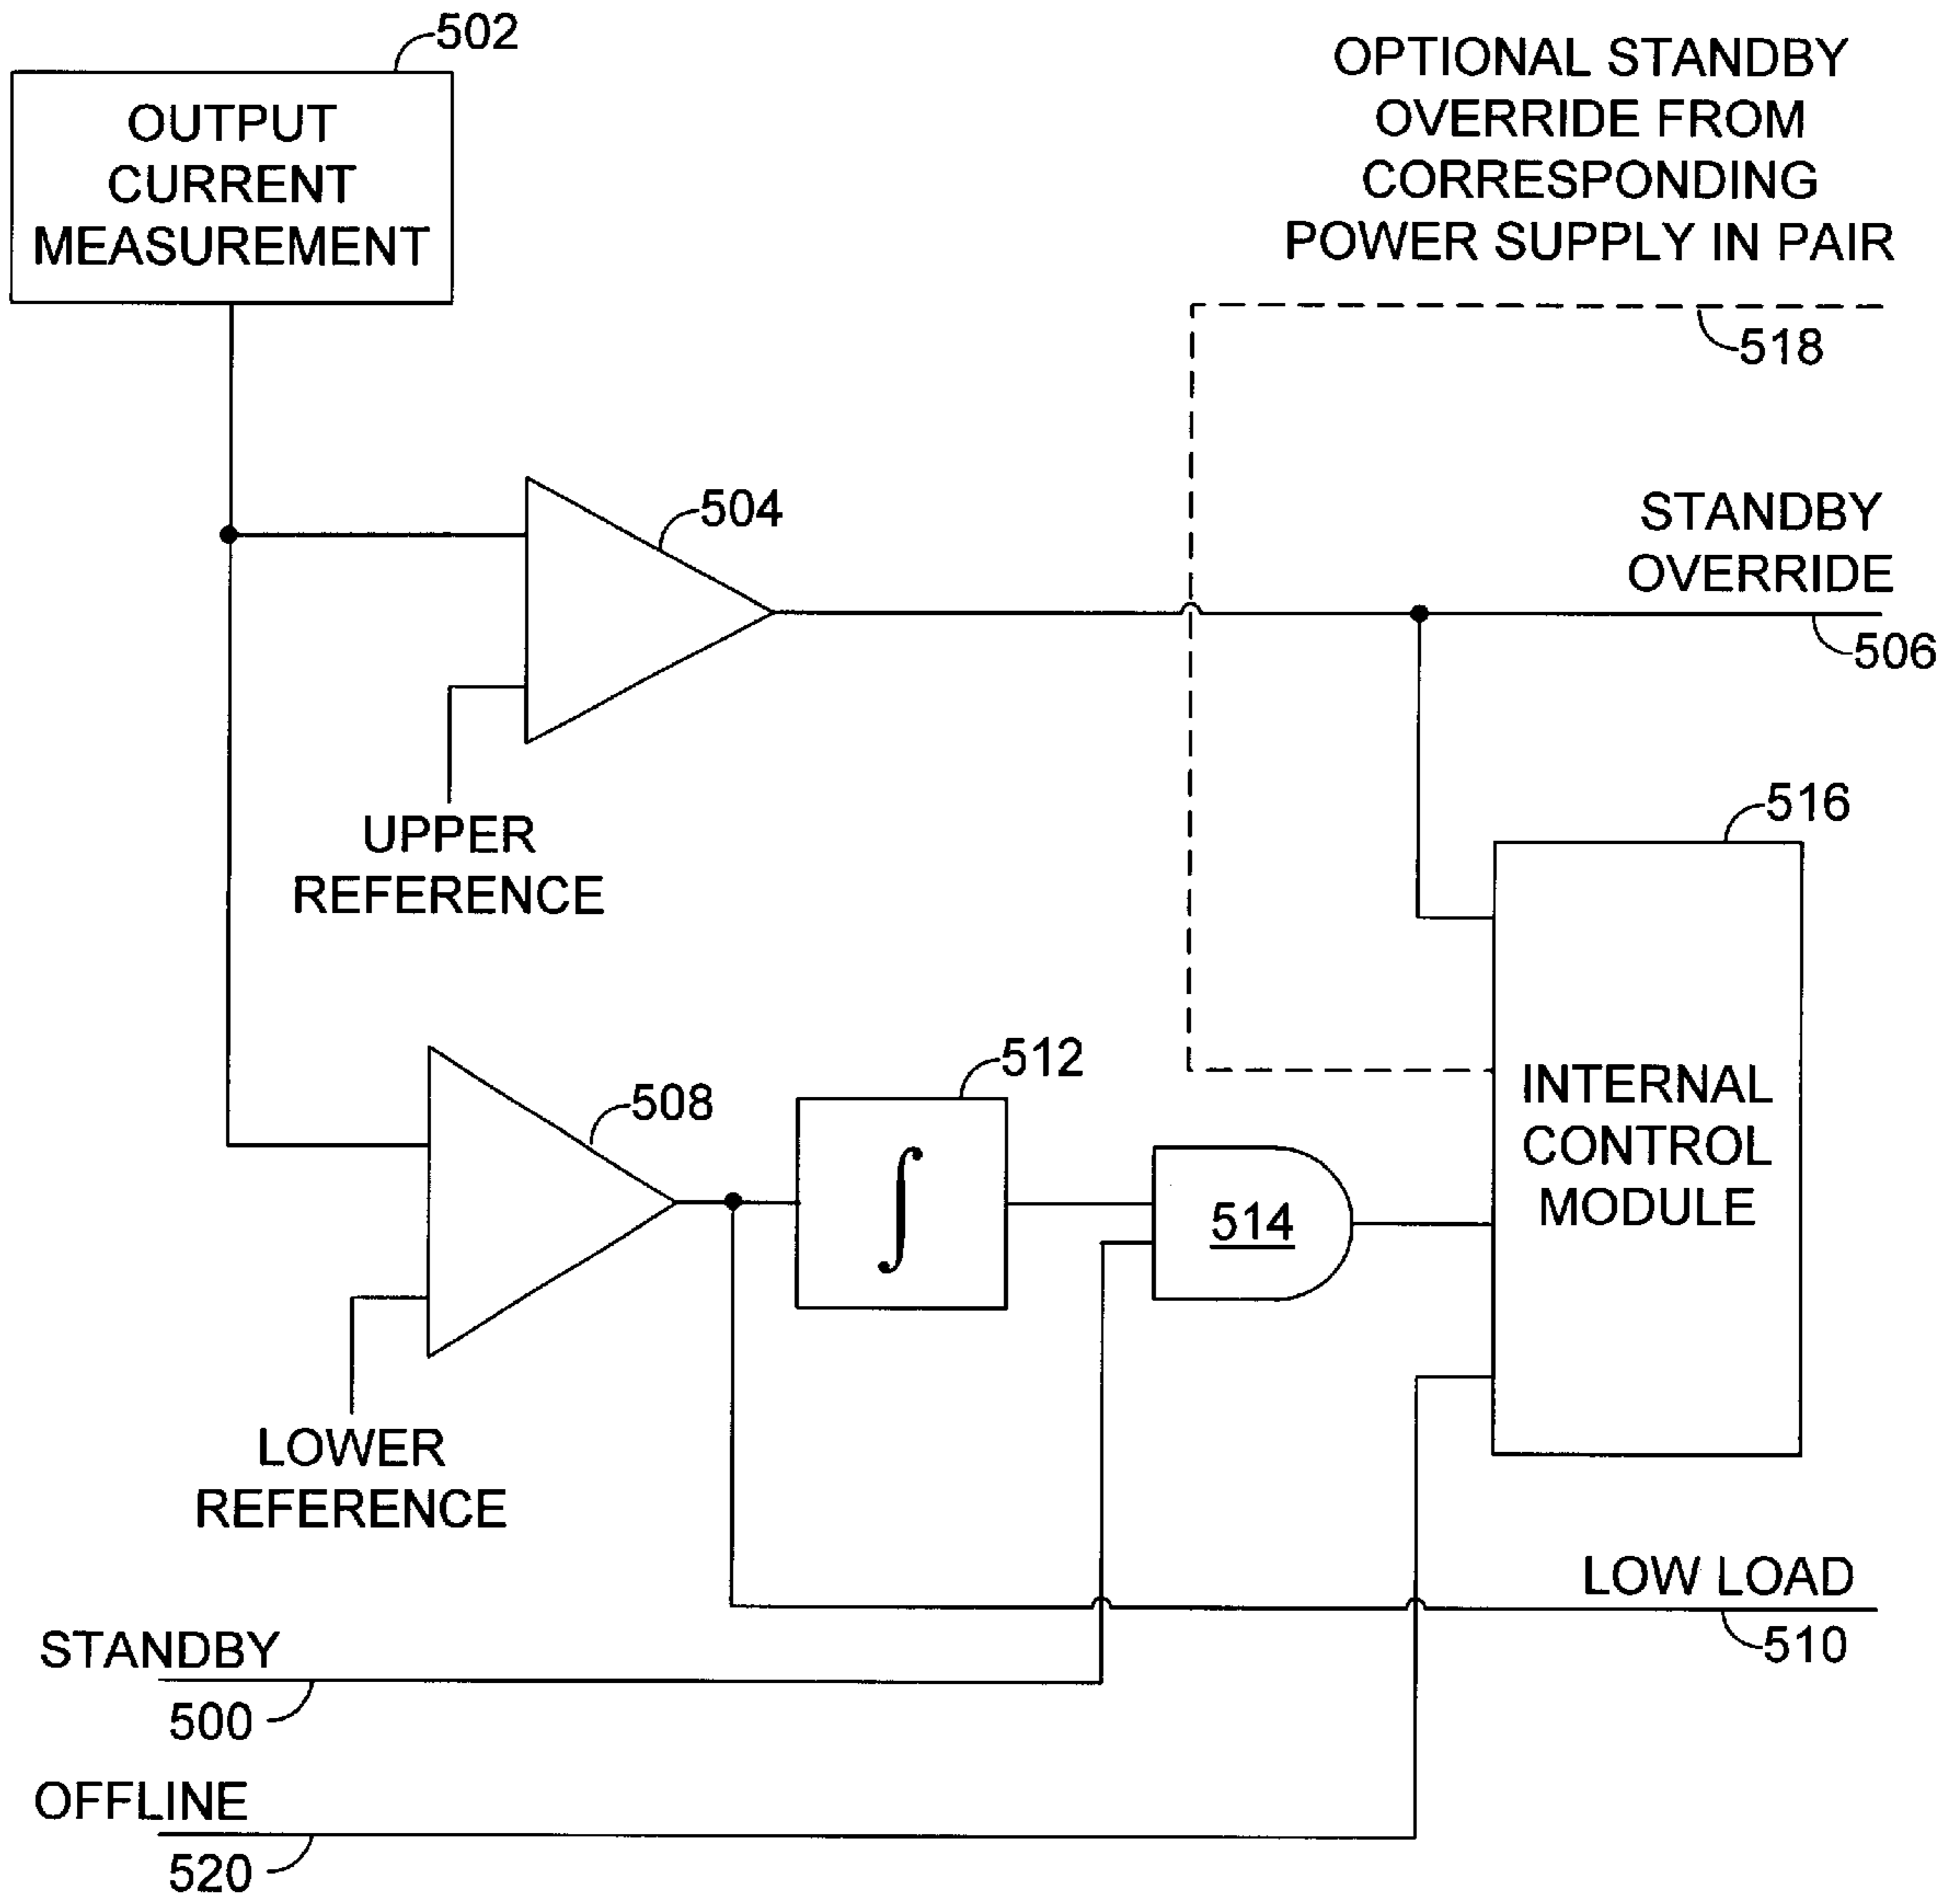 502
OUTPUT
CURRENT
MEASUREMENT
OPTIONAL STANDBY
OVERRIDE FROM
CORRESPONDING
POWER SUPPLY IN PAIR
518
504
STANDBY
OVERRIDE
506
UPPER
REFERENCE
516
INTERNAL
CONTROL
MODULE
508
512
∫
514
LOWER
REFERENCE
LOW LOAD
510
STANDBY
500
OFFLINE
520